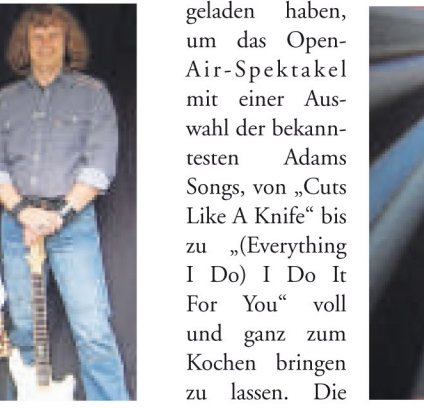 geladen haben,
um das Open-
Air-Spektakel
mit einer Aus-
wahl der bekann-
testen Adams
Songs, von „Cuts
Like A Knife“ bis
zu „(Everything
I Do) I Do It
For You“ voll
und ganz zum
Kochen bringen
zu lassen. Die